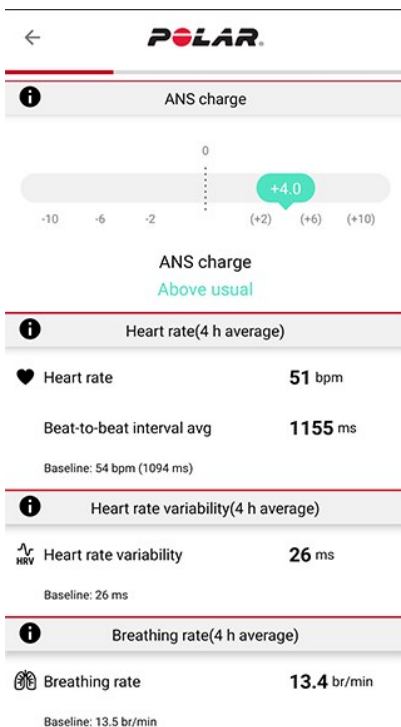 POLAR.
ANS charge
0
+4.0
-10 -6 -2 (+2) (+6) (+10)
ANS charge
Above usual
Heart rate(4 h average)
Heart rate 51 bpm
Beat-to-beat interval avg 1155 ms
Baseline: 54 bpm (1094 ms)
Heart rate variability(4 h average)
HRV Heart rate variability 26 ms
Baseline: 26 ms
Breathing rate(4 h average)
Breathing rate 13.4 br/min
Baseline: 13.5 br/min